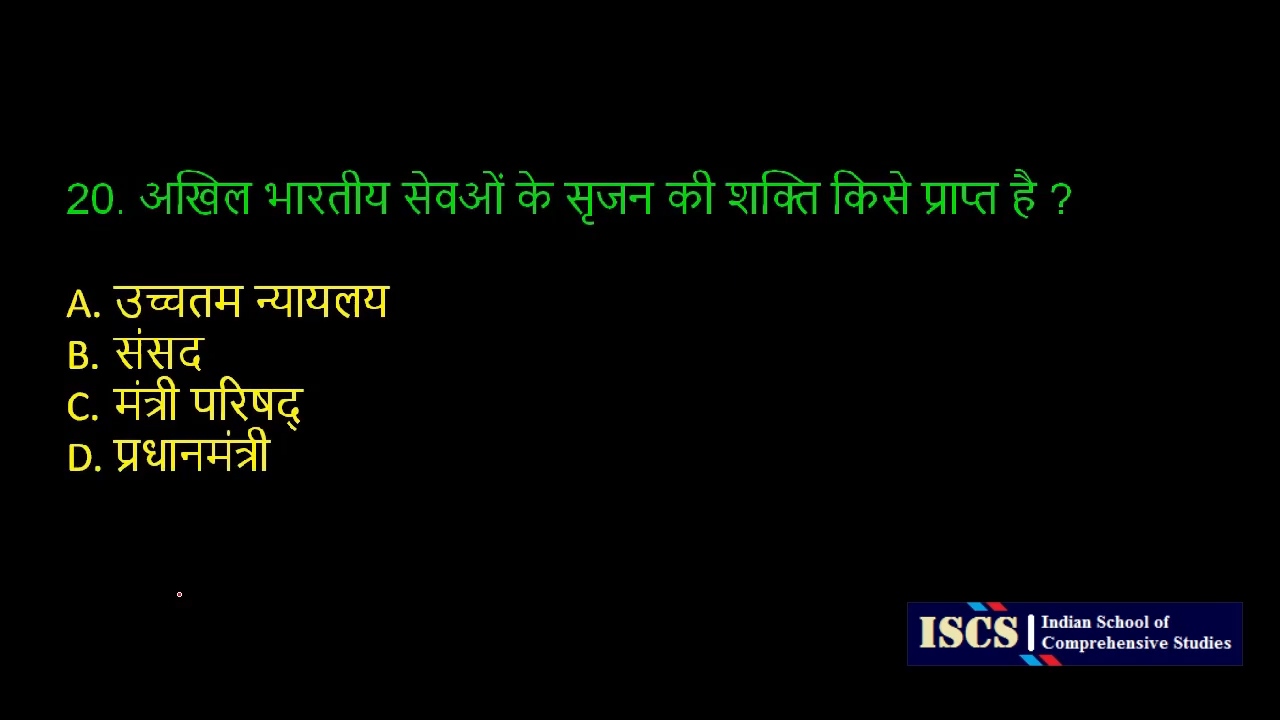 20. अखिल भारतीय सेवओं के सृजन की शक्ति किसे प्राप्त है ?
A. उच्चतम न्यायलय
B. संसद
C. मंत्री परिषद्
D. प्रधानमंत्री
ISCS
Indian School of
Comprehensive Studies